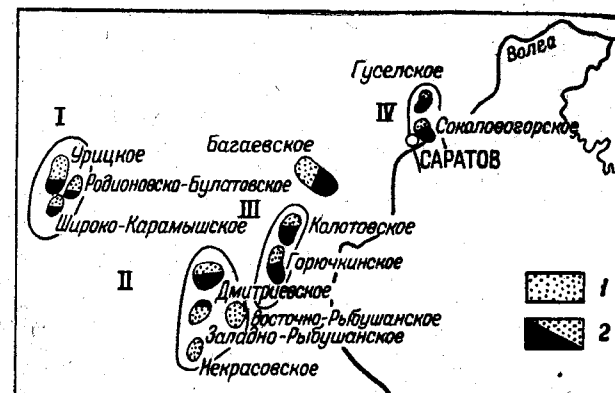 Волга
Гуселское
IV
I
Соколовогорское
Багаевское
САРАТОВ
Урицкое
Родионовско-Булатовское
Широко-Карамышское
III
Колотовское
II
Горючкинское
1
Дмитриевское
Восточно-Рыбушанское
2
Западно-Рыбушанское
Некрасовское